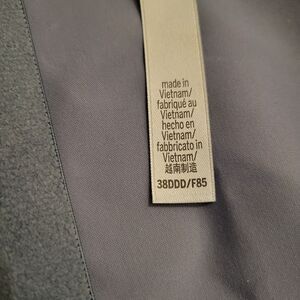 made in
Vietnam/
fabriqué au
Vietnam/
hecho en
Vietnam/
fabbricato in
Vietnam/
越南制造
38DDD/F85